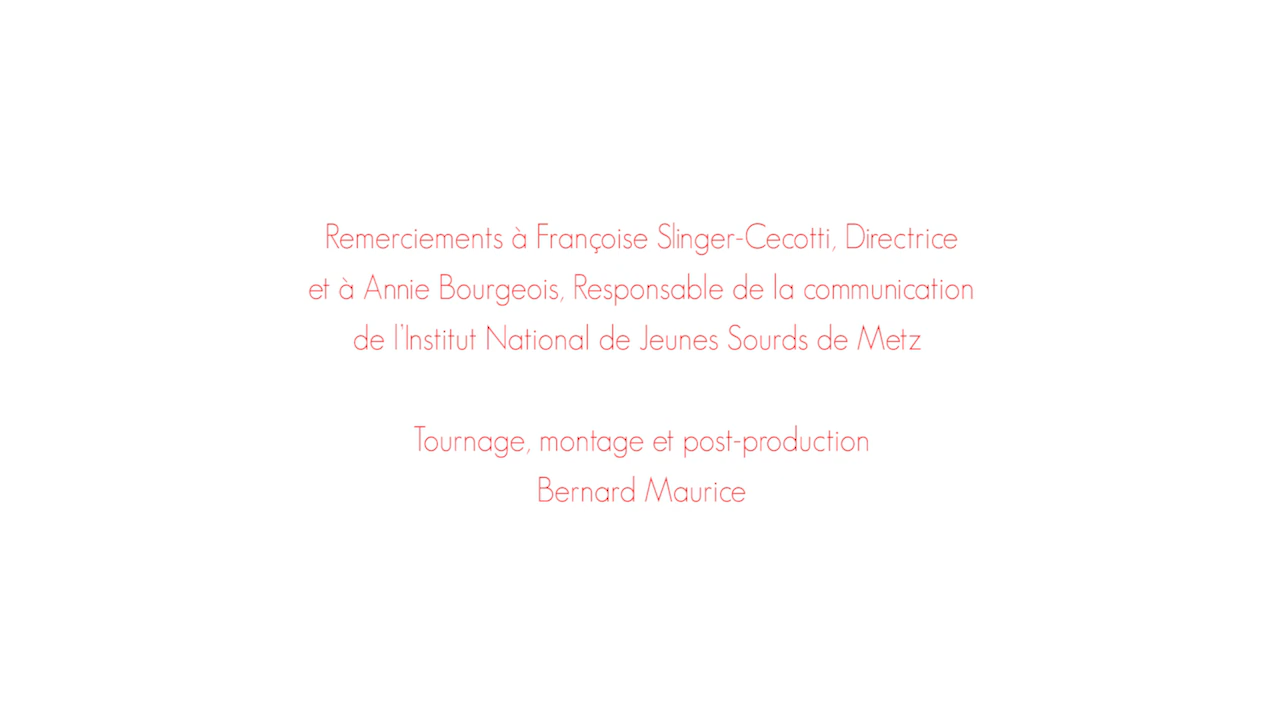 Remerciements à Françoise Slinger-Cecotti, Directrice
et à Annie Bourgeois, Responsable de la communication
de l'Institut National de Jeunes Sourds de Metz
Tournage, montage et post-production
Bernard Maurice